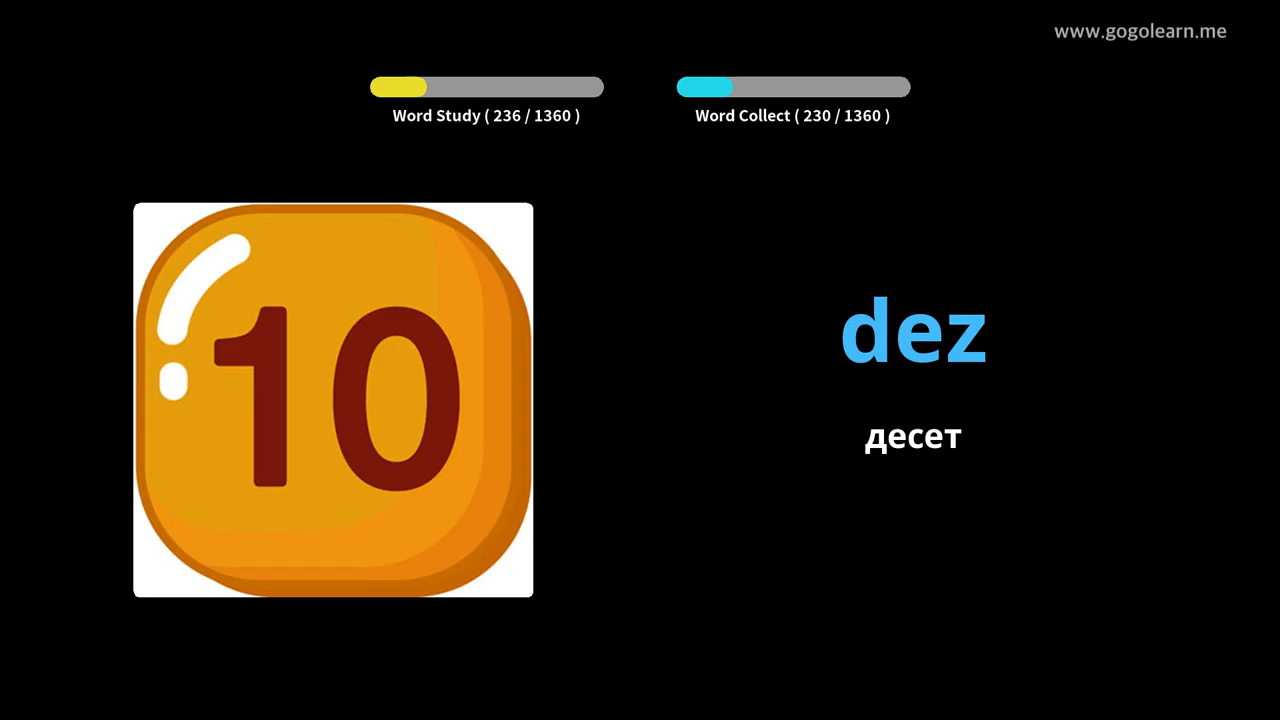 www.gogolearn.me
Word Study ( 236 / 1360 )
Word Collect ( 230 / 1360 )
10
dez
десет